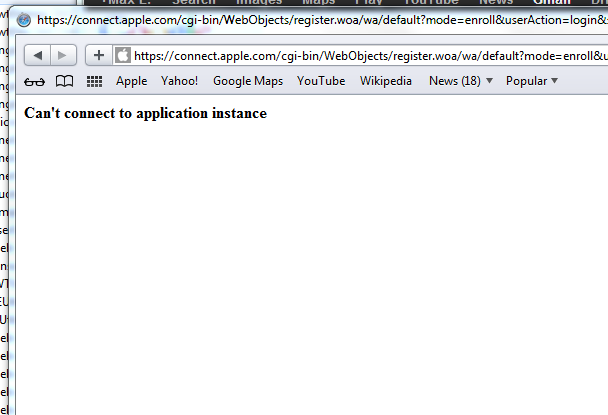 Search Images Maps Play YouTube News Gmail
https://connect.apple.com/cgi-bin/WebObjects/register.woa/wa/default?mode=enroll&userAction=login&
https://connect.apple.com/cgi-bin/WebObjects/register.woa/wa/default?mode=enroll&u
Apple Yahoo! Google Maps YouTube Wikipedia News (18) Popular
Can't connect to application instance